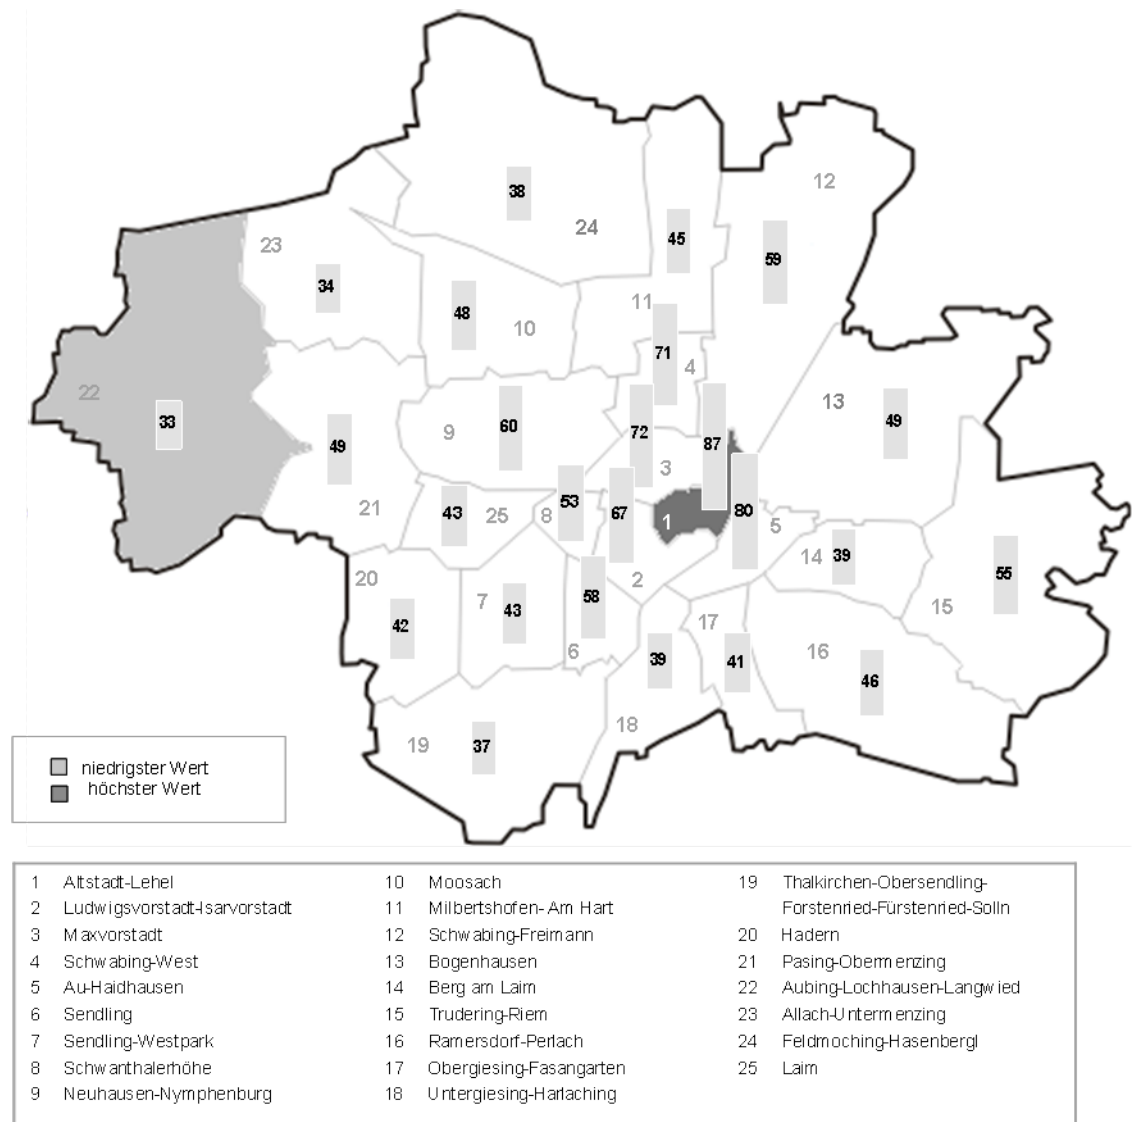 12
38
24
45
23
59
34
11
48
10
71
4
22
13
33
9
60
72
87
49
49
3
53
67
43
25
8
1
80
5
21
14
39
20
2
55
7
43
58
15
42
17
6
39
41
16
46
18
19
37
niedrigster Wert
höchster Wert
1 Altstadt-Lehel
2 Ludwigsvorstadt-Isarvorstadt
3 Maxvorstadt
4 Schwabing-West
5 Au-Haidhausen
6 Sendling
7 Sendling-Westpark
8 Schwanthalerhöhe
9 Neuhausen-Nymphenburg
10 Moosach
11 Milbertshofen- Am Hart
12 Schwabing-Freimann
13 Bogenhausen
14 Berg am Laim
15 Trudering-Riem
16 Ramersdorf-Perlach
17 Obergiesing-Fasangarten
18 Untergiesing-Harlaching
19 Thalkirchen-Obersendling-
Forstenried-Fürstenried-Solln
20 Hadern
21 Pasing-Obermenzing
22 Aubing-Lochhausen-Langwied
23 Allach-Untermenzing
24 Feldmoching-Hasenbergl
25 Laim